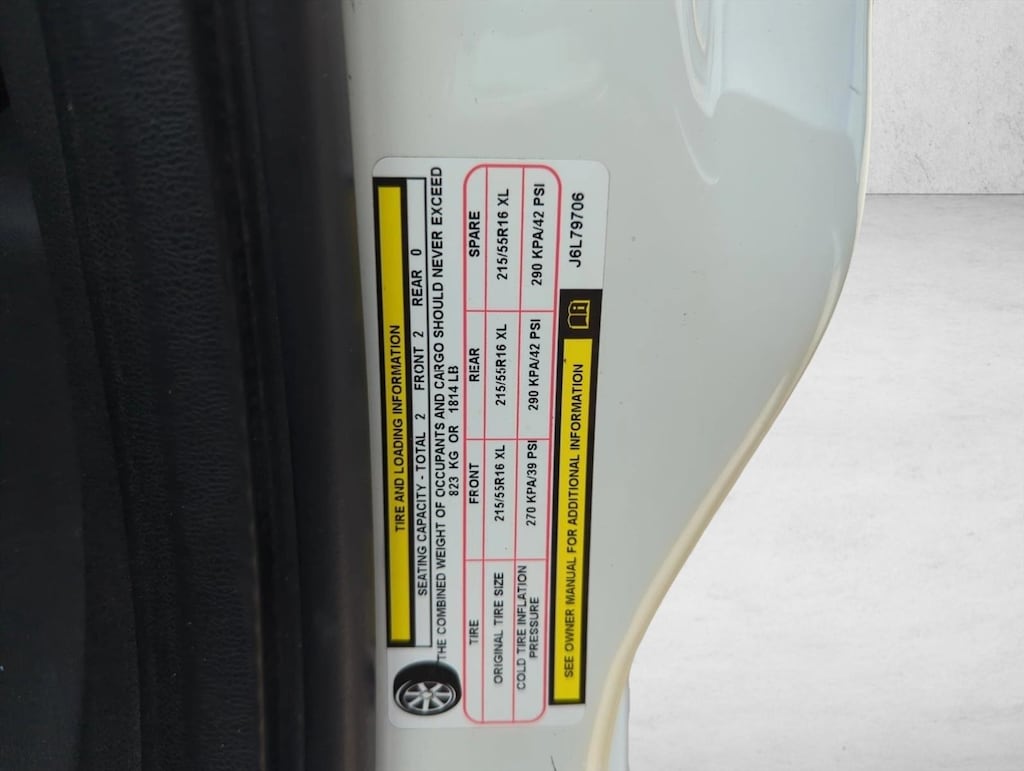 TIRE AND LOADING INFORMATION
SEATING CAPACITY - TOTAL 2 FRONT 2 REAR 0
THE COMBINED WEIGHT OF OCCUPANTS AND CARGO SHOULD NEVER EXCEED
823 KG OR 1814 LB
TIRE FRONT REAR SPARE
ORIGINAL TIRE SIZE 215/55R16 XL 215/55R16 XL 215/55R16 XL
COLD TIRE INFLATION
PRESSURE 270 KPA/39 PSI 290 KPA/42 PSI 290 KPA/42 PSI
SEE OWNER MANUAL FOR ADDITIONAL INFORMATION
J6L79706